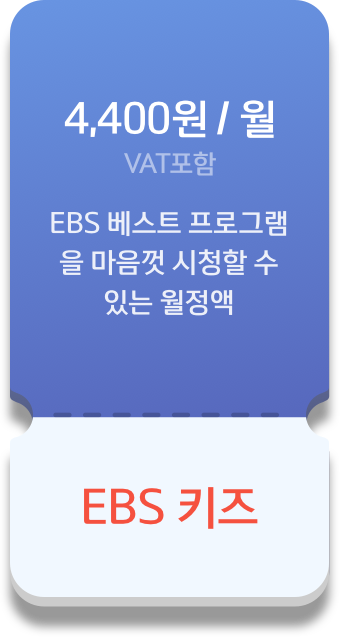 4,400원 / 월
VAT포함
EBS 베스트 프로그램
을 마음껏 시청할 수
있는 월정액
EBS 키즈